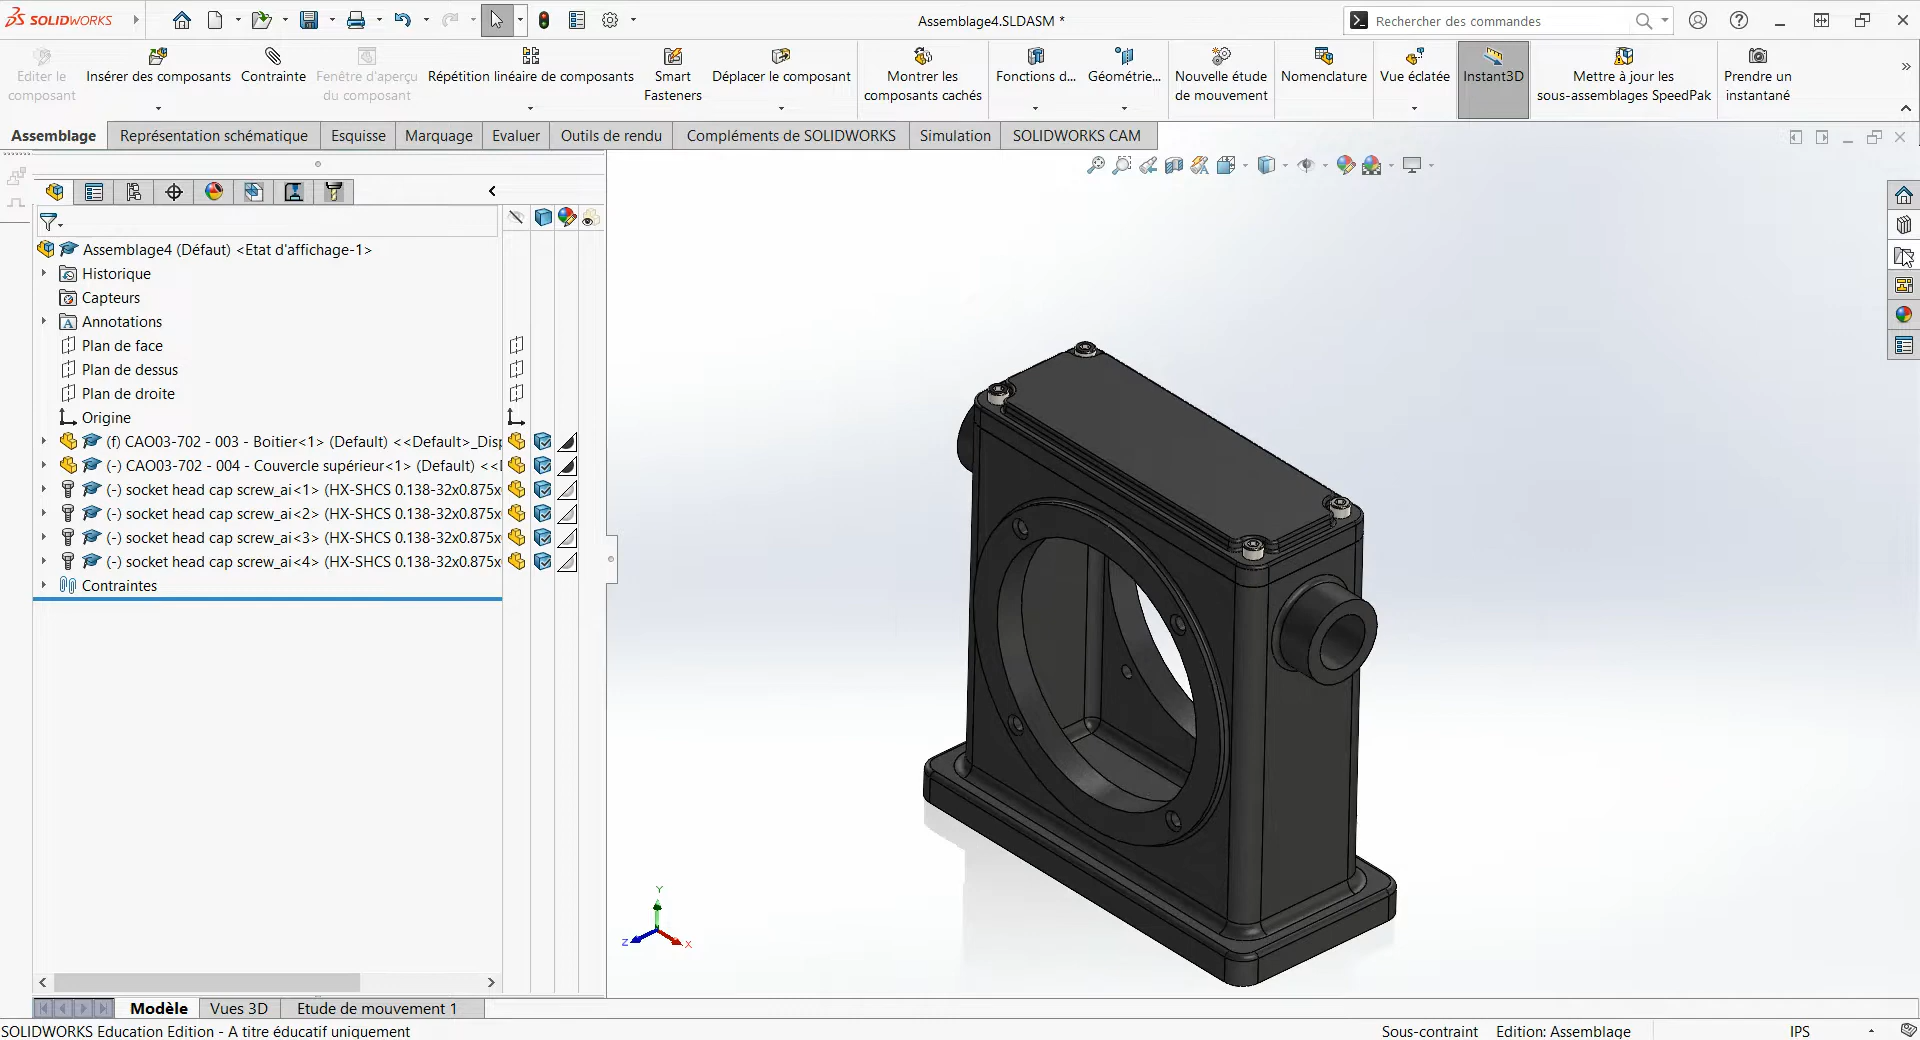 SOLIDWORKS
Assemblage4.SLDASM *
Rechercher des commandes
Editer le
composant
Insérer des composants
Contrainte
Fenêtre d'aperçu
du composant
Répétition linéaire de composants
Smart
Fasteners
Déplacer le composant
Montrer les
composants cachés
Fonctions d...
Géométrie...
Nouvelle étude
de mouvement
Nomenclature
Vue éclatée
Instant3D
Mettre à jour les
sous-assemblages SpeedPak
Prendre un
instantané
Assemblage
Représentation schématique
Esquisse
Marquage
Evaluer
Outils de rendu
Compléments de SOLIDWORKS
Simulation
SOLIDWORKS CAM
Assemblage4 (Défaut) <Etat d'affichage-1>
Historique
Capteurs
Annotations
Plan de face
Plan de dessus
Plan de droite
Origine
(f) CAO03-702 - 003 - Boitier<1> (Default) <<Default>_Disp
(-) CAO03-702 - 004 - Couvercle supérieur<1> (Default) <<
(-) socket head cap screw_ai<1> (HX-SHCS 0.138-32x0.875x
(-) socket head cap screw_ai<2> (HX-SHCS 0.138-32x0.875x
(-) socket head cap screw_ai<3> (HX-SHCS 0.138-32x0.875x
(-) socket head cap screw_ai<4> (HX-SHCS 0.138-32x0.875x
Contraintes
Y
Z
X
Modèle
Vues 3D
Etude de mouvement 1
SOLIDWORKS Education Edition - A titre éducatif uniquement
Sous-contraint
Edition: Assemblage
IPS